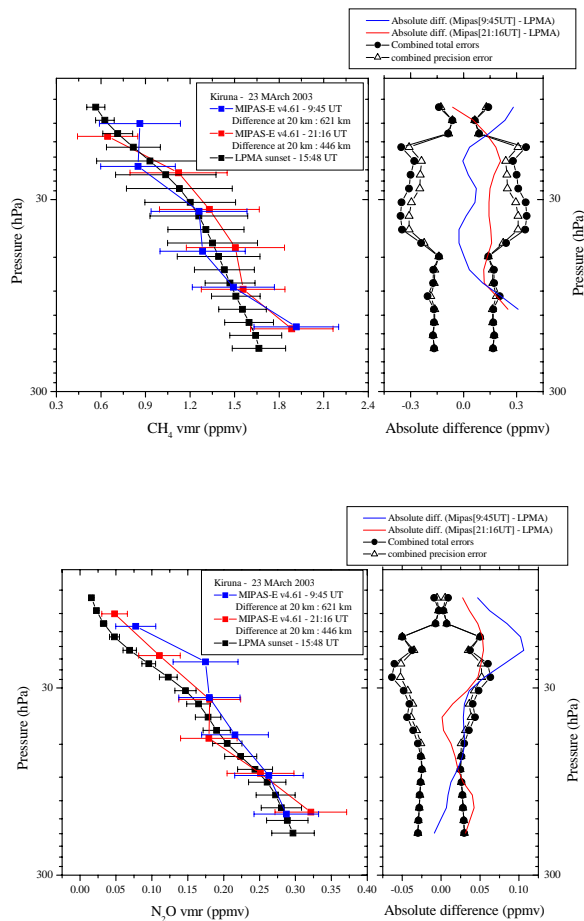 Absolute diff. (Mipas[9:45UT] - LPMA)
Absolute diff. (Mipas[21:16UT] - LPMA)
Combined total errors
combined precision error
Kiruna - 23 MArch 2003
MIPAS-E v4.61 - 9:45 UT
Difference at 20 km : 621 km
MIPAS-E v4.61 - 21:16 UT
Difference at 20 km : 446 km
LPMA sunset - 15:48 UT
Pressure (hPa)
30
300
0.3 0.6 0.9 1.2 1.5 1.8 2.1 2.4
CH4 vmr (ppmv)
-0.3 0.0 0.3
Absolute difference (ppmv)
Pressure (hPa)
Absolute diff. (Mipas[9:45UT] - LPMA)
Absolute diff. (Mipas[21:16UT] - LPMA)
Combined total errors
combined precision error
Kiruna - 23 MArch 2003
MIPAS-E v4.61 - 9:45 UT
Difference at 20 km : 621 km
MIPAS-E v4.61 - 21:16 UT
Difference at 20 km : 446 km
LPMA sunset - 15:48 UT
Pressure (hPa)
30
300
0.00 0.05 0.10 0.15 0.20 0.25 0.30 0.35 0.40
N2O vmr (ppmv)
30
300
-0.05 0.00 0.05 0.10
Absolute difference (ppmv)
Pressure (hPa)